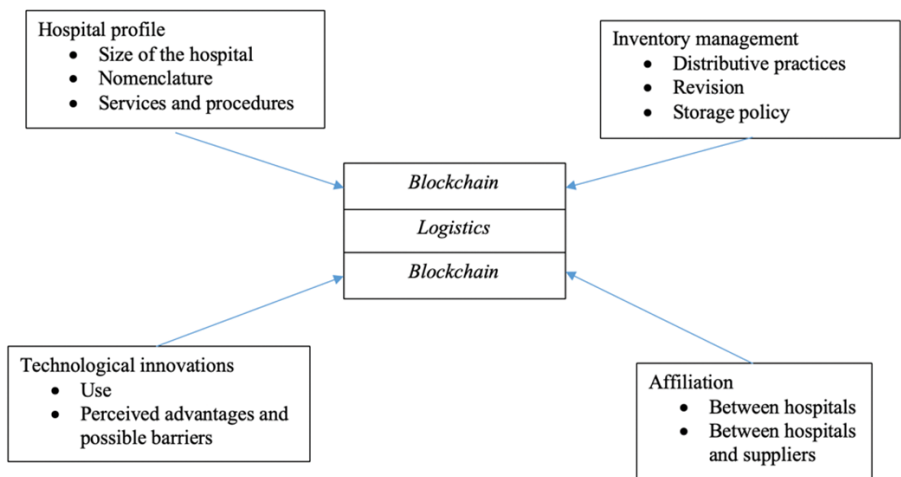 Hospital profile
• Size of the hospital
• Nomenclature
• Services and procedures
Inventory management
• Distributive practices
• Revision
• Storage policy
Blockchain
Logistics
Blockchain
Technological innovations
• Use
• Perceived advantages and
possible barriers
Affiliation
• Between hospitals
• Between hospitals
and suppliers